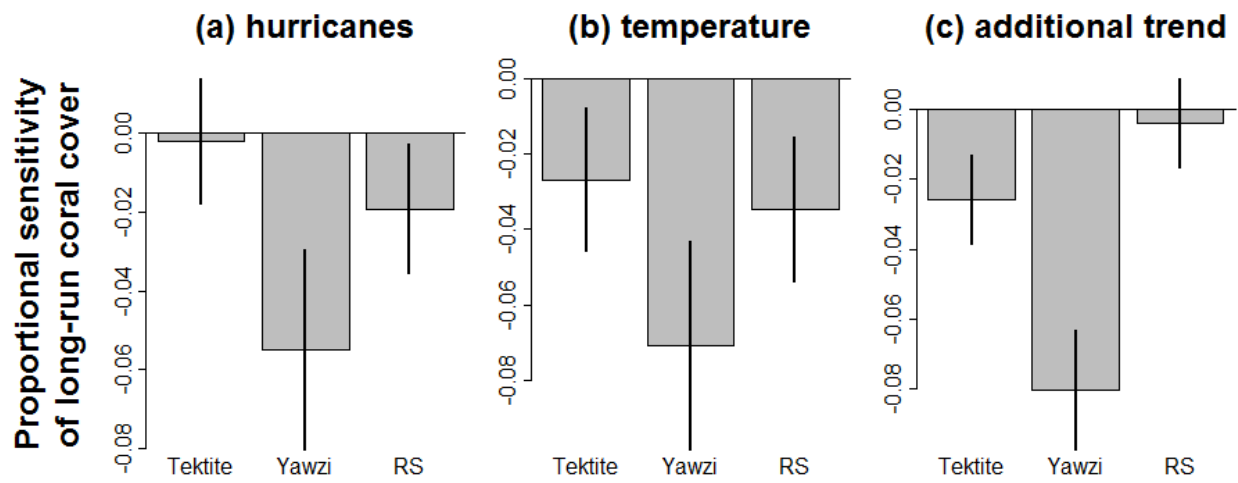 (a) hurricanes
(b) temperature
(c) additional trend
Proportional sensitivity
of long-run coral cover
0.00
-0.02
-0.04
-0.06
-0.08
Tektite
Yawzi
RS
0.00
-0.02
-0.04
-0.06
-0.08
Tektite
Yawzi
RS
0.00
-0.02
-0.04
-0.06
-0.08
Tektite
Yawzi
RS